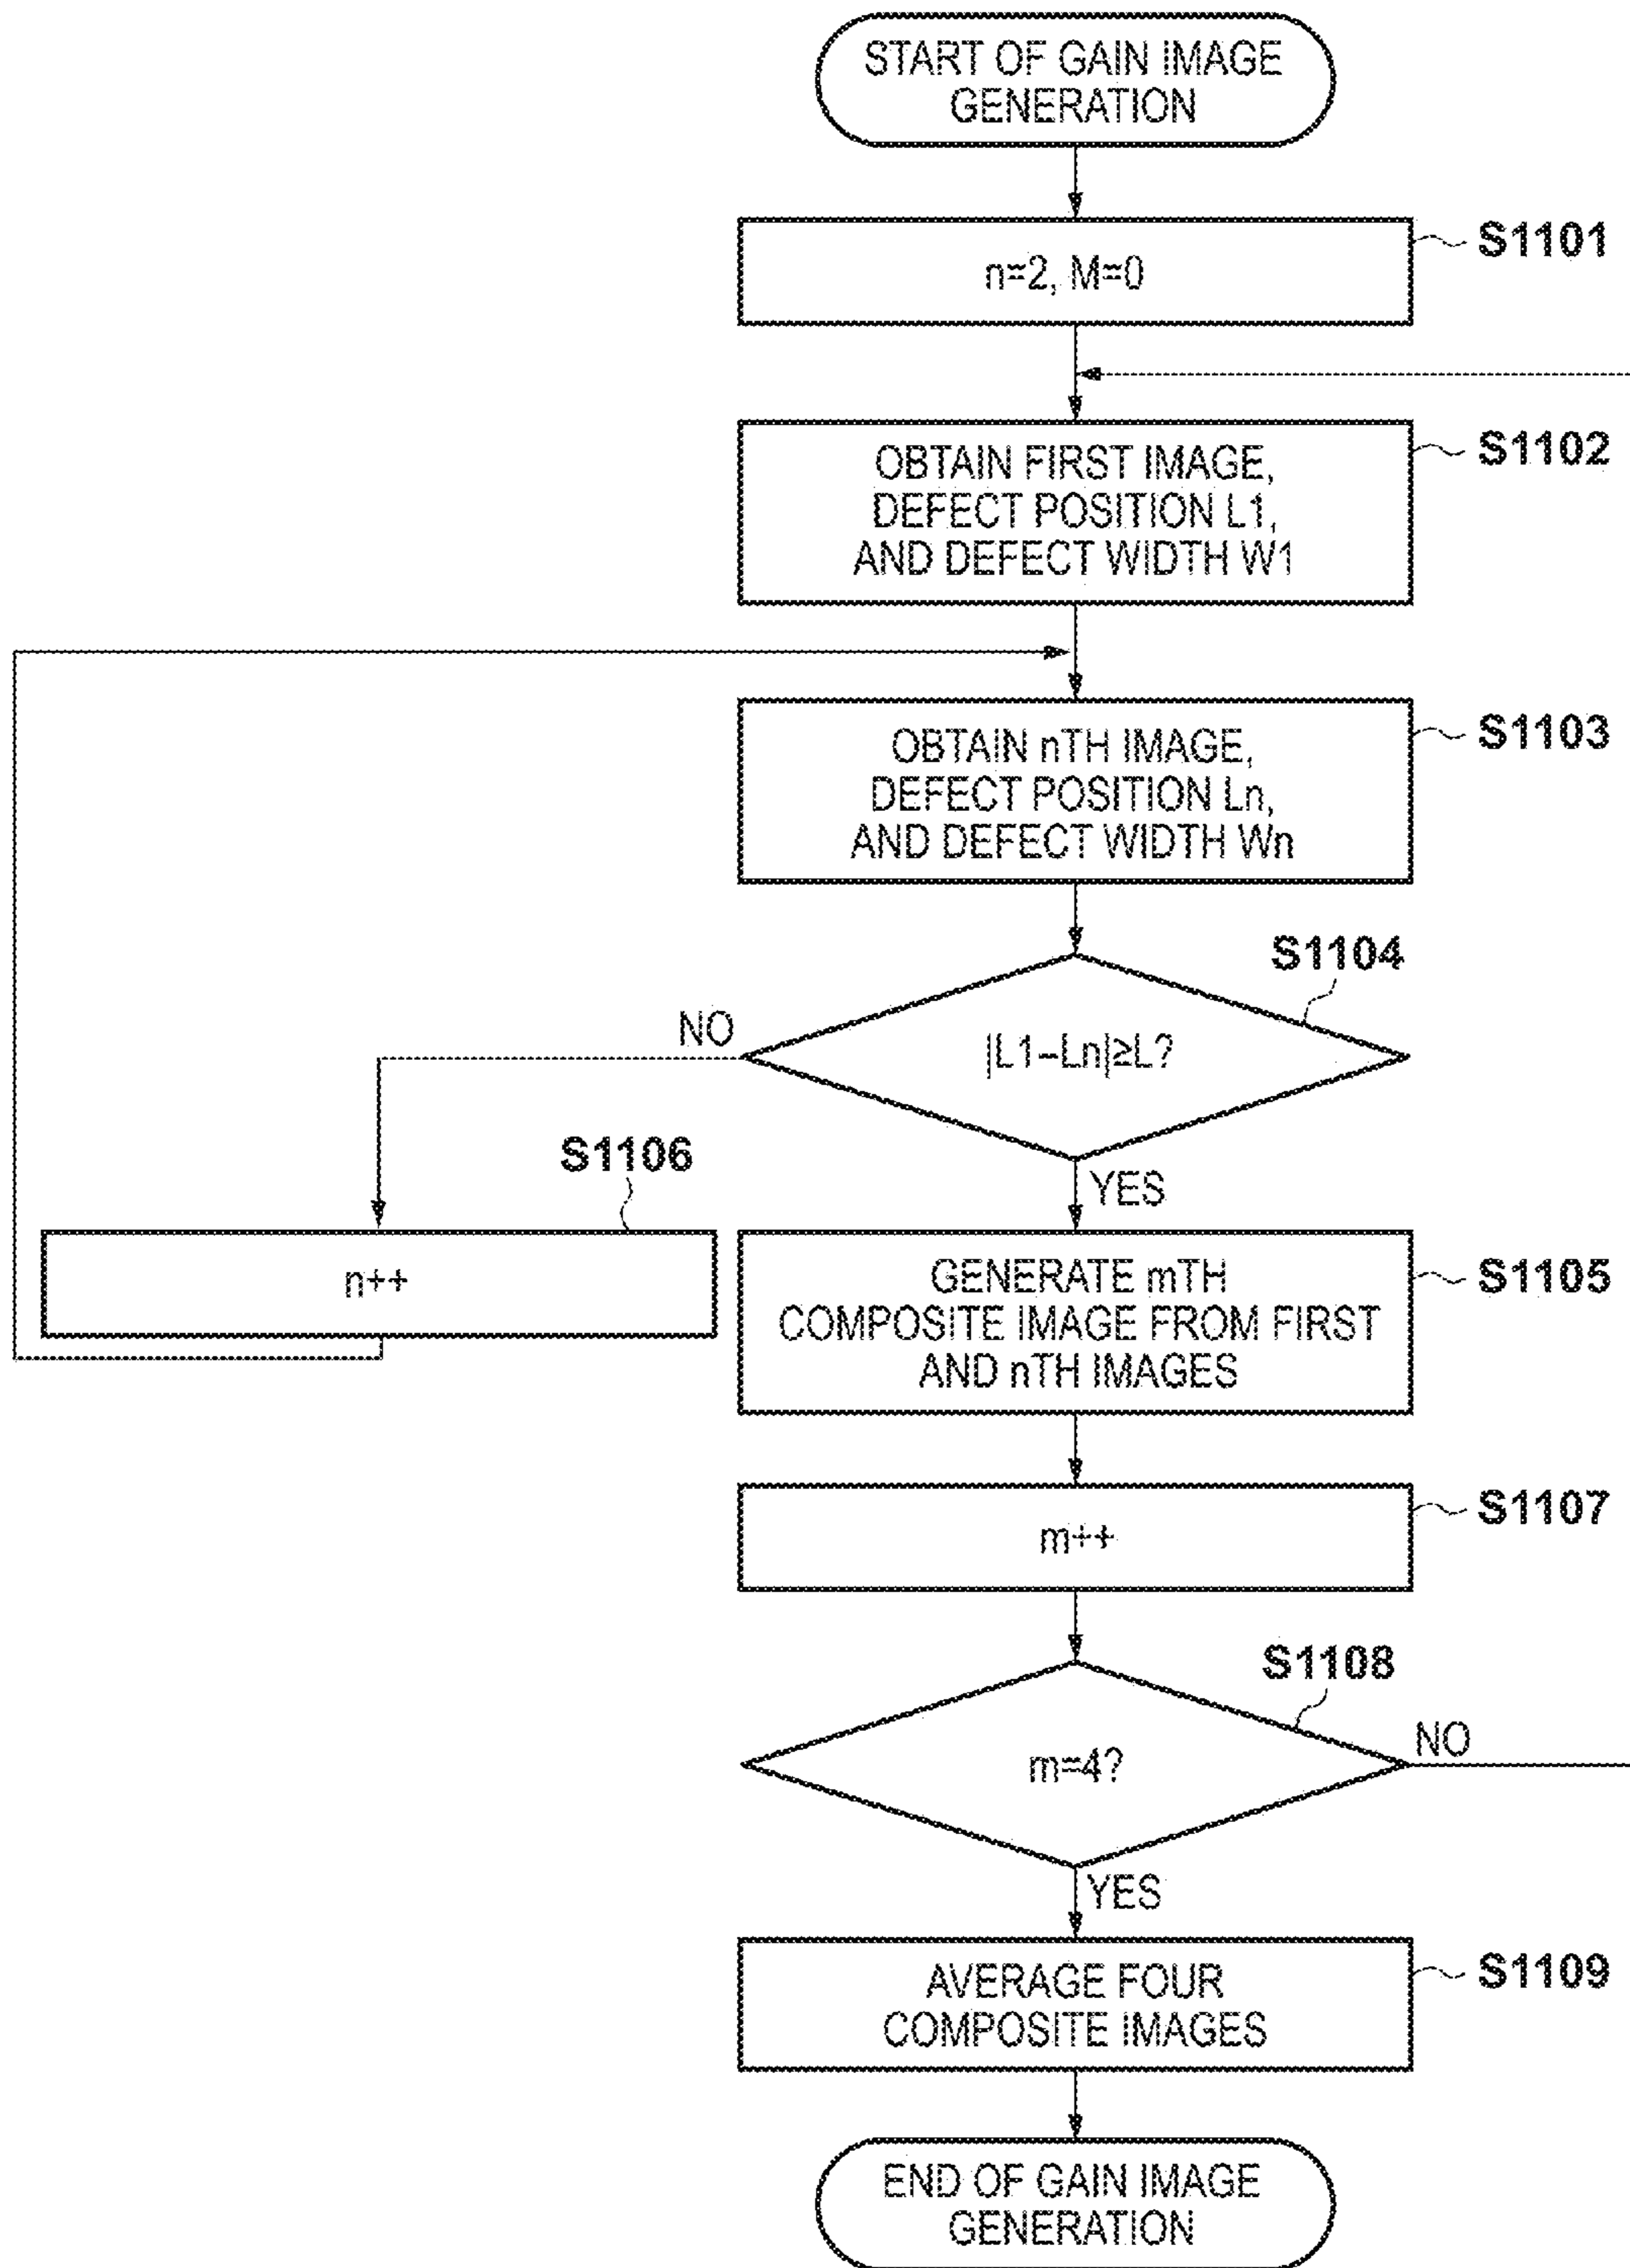 START OF GAIN IMAGE
GENERATION
n=2, M=0
S1101
OBTAIN FIRST IMAGE,
DEFECT POSITION L1,
AND DEFECT WIDTH W1
S1102
OBTAIN nTH IMAGE,
DEFECT POSITION Ln,
AND DEFECT WIDTH Wn
S1103
S1104
|L1–Ln|≥L?
NO
YES
S1106
n++
GENERATE mTH
COMPOSITE IMAGE FROM FIRST
AND nTH IMAGES
S1105
m++
S1107
S1108
m=4?
NO
YES
AVERAGE FOUR
COMPOSITE IMAGES
S1109
END OF GAIN IMAGE
GENERATION